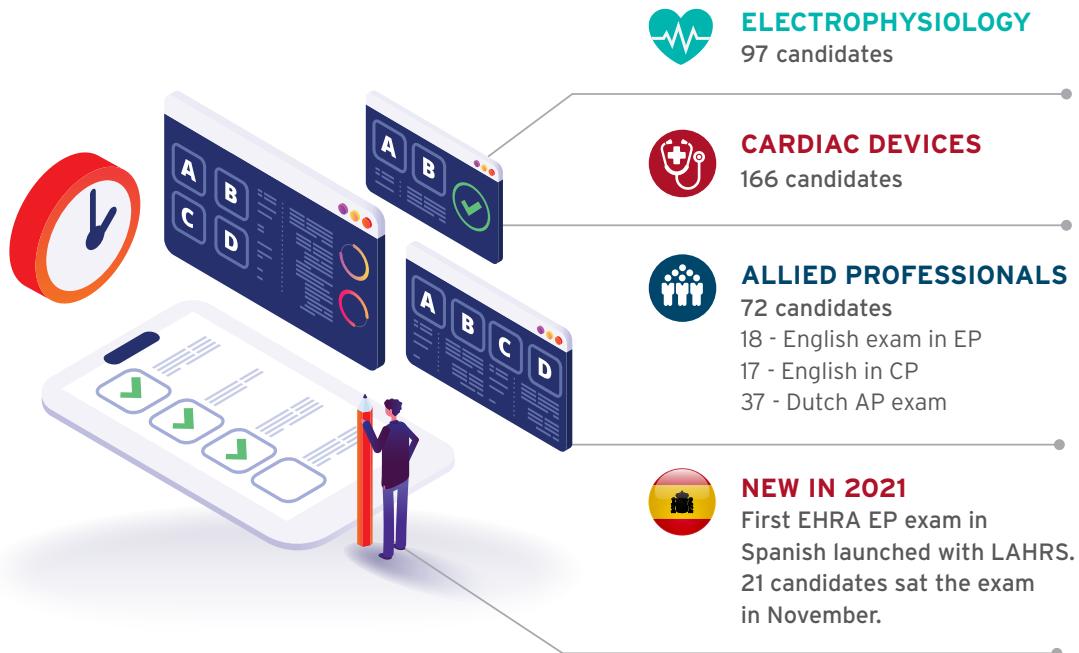 ELECTROPHYSIOLOGY
97 candidates
CARDIAC DEVICES
166 candidates
ALLIED PROFESSIONALS
72 candidates
18 - English exam in EP
17 - English in CP
37 - Dutch AP exam
NEW IN 2021
First EHRA EP exam in
Spanish launched with LAHRS.
21 candidates sat the exam
in November.
A B
C D
A B
A B C D